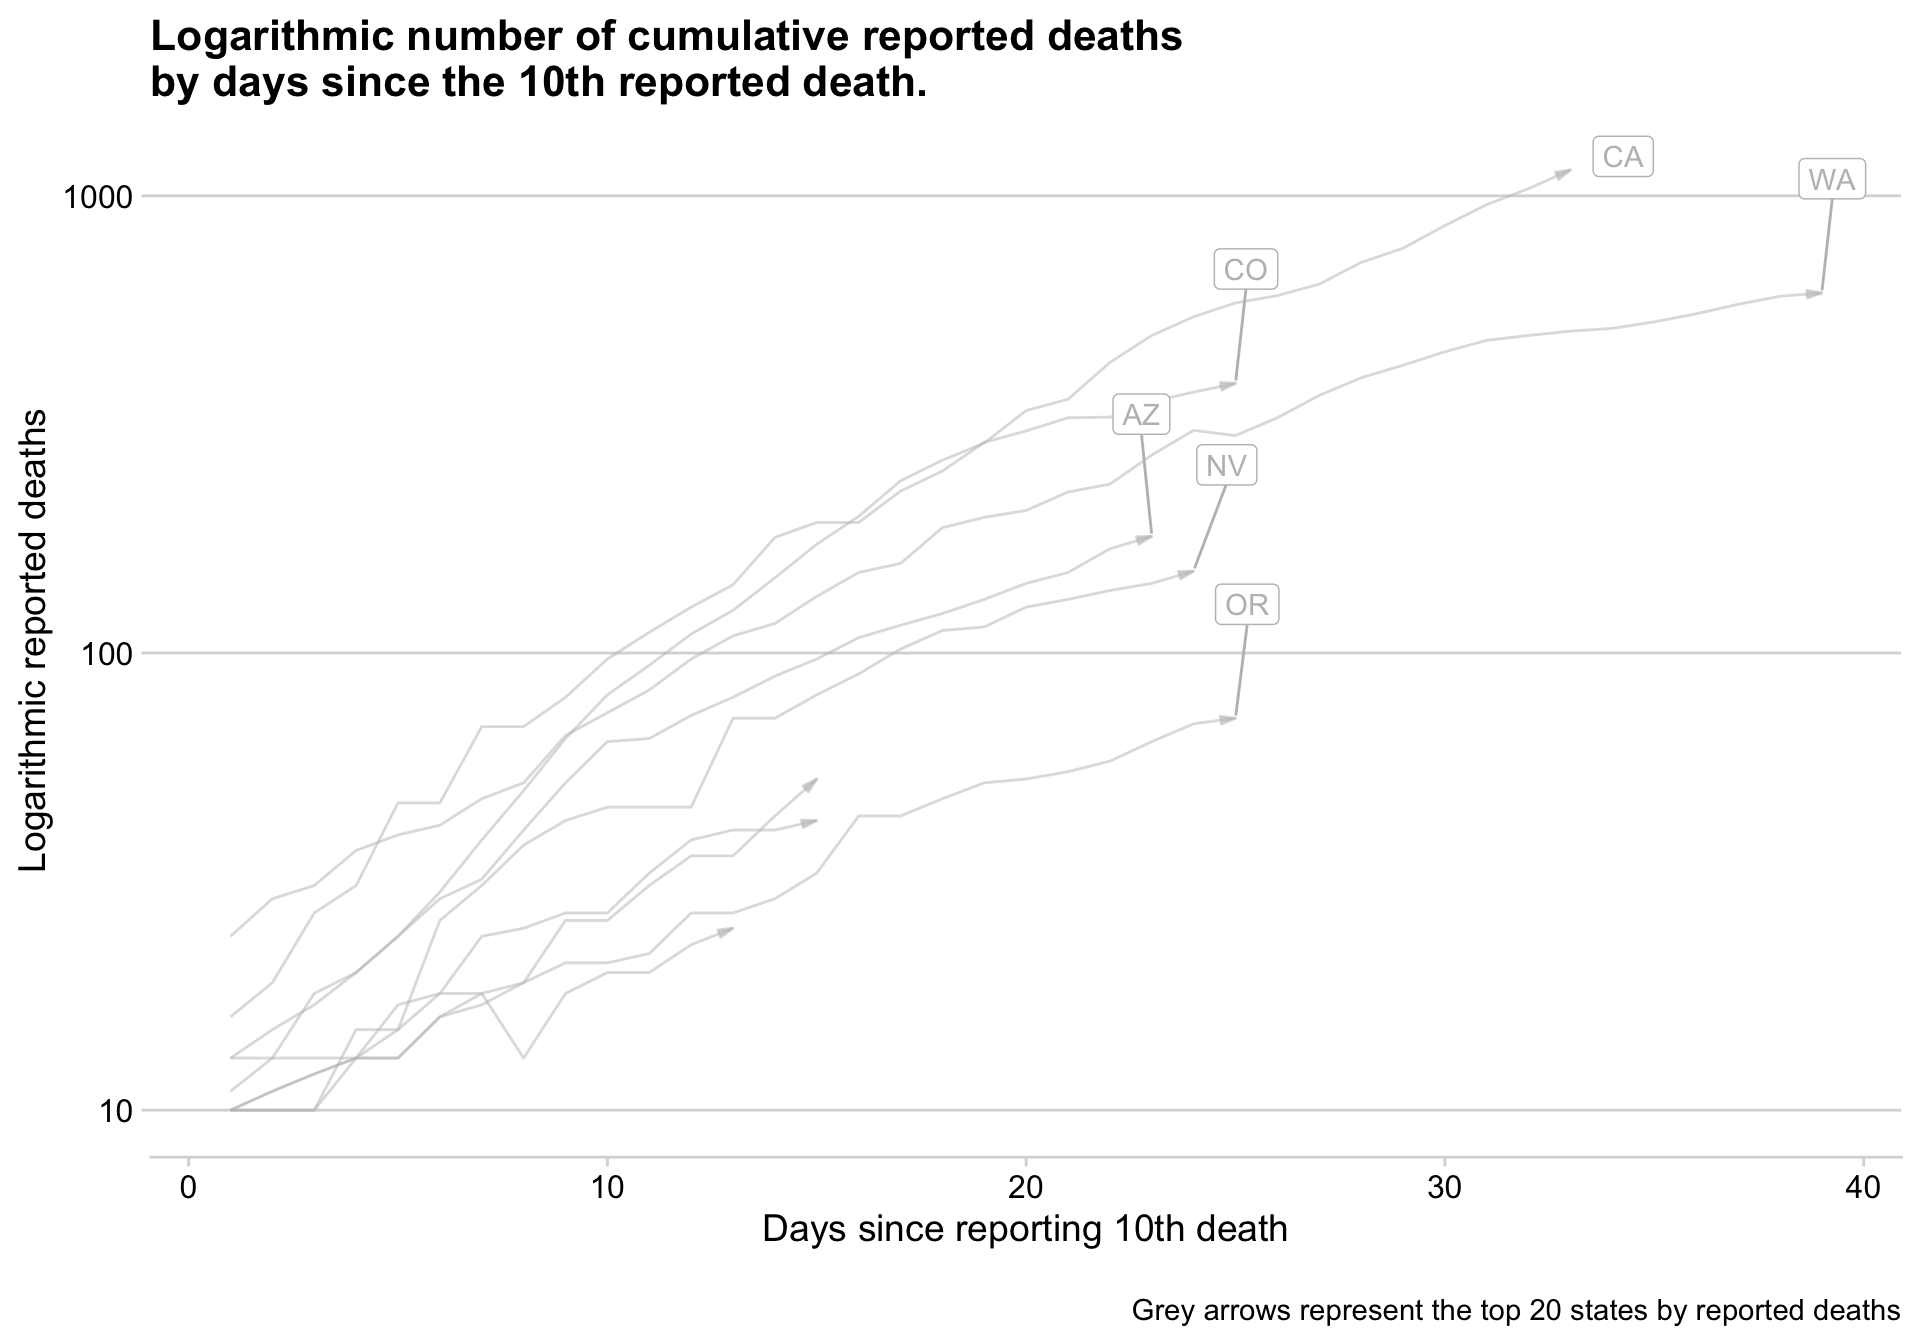 Logarithmic number of cumulative reported deaths
by days since the 10th reported death.
CA
WA
1000
CO
AZ
NV
OR
100
10
Logarithmic reported deaths
0 10 20 30 40
Days since reporting 10th death
Grey arrows represent the top 20 states by reported deaths